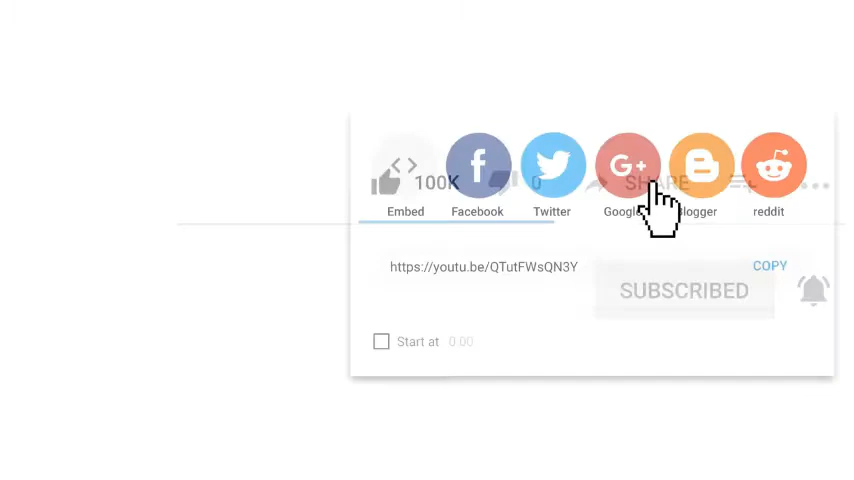 100K 0 SHARE
Embed Facebook Twitter Google+ Blogger reddit
https://youtu.be/QTutFWsQN3Y COPY
SUBSCRIBED
Start at 0:00